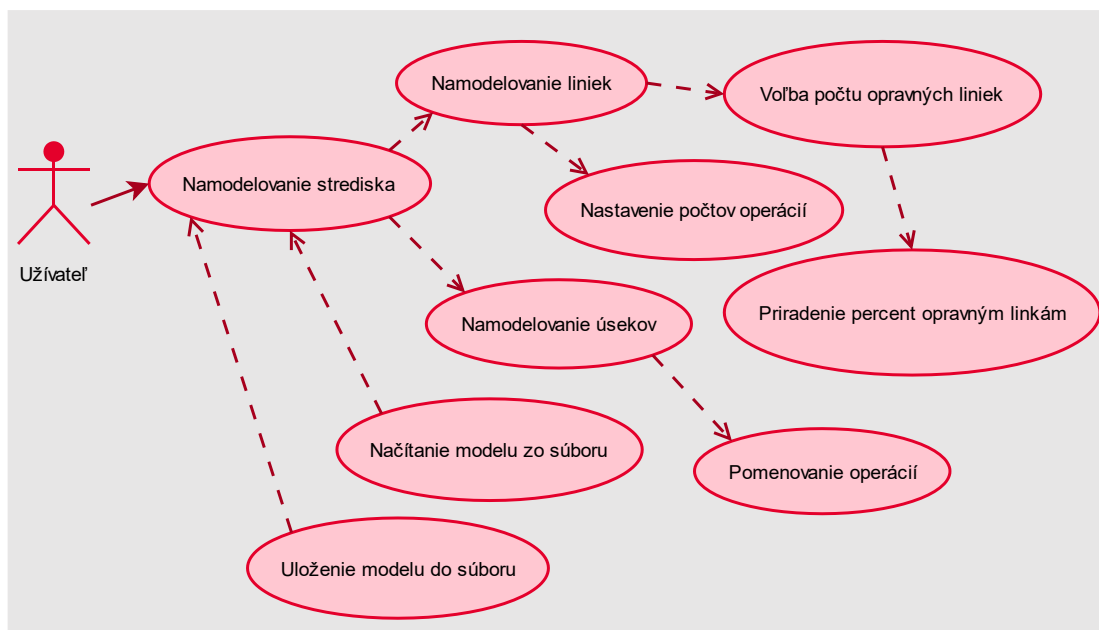 Namodelovanie liniek
Voľba počtu opravných liniek
Namodelovanie strediska
Nastavenie počtov operácií
Užívateľ
Priradenie percent opravným linkám
Namodelovanie úsekov
Načítanie modelu zo súboru
Pomenovanie operácií
Uloženie modelu do súboru